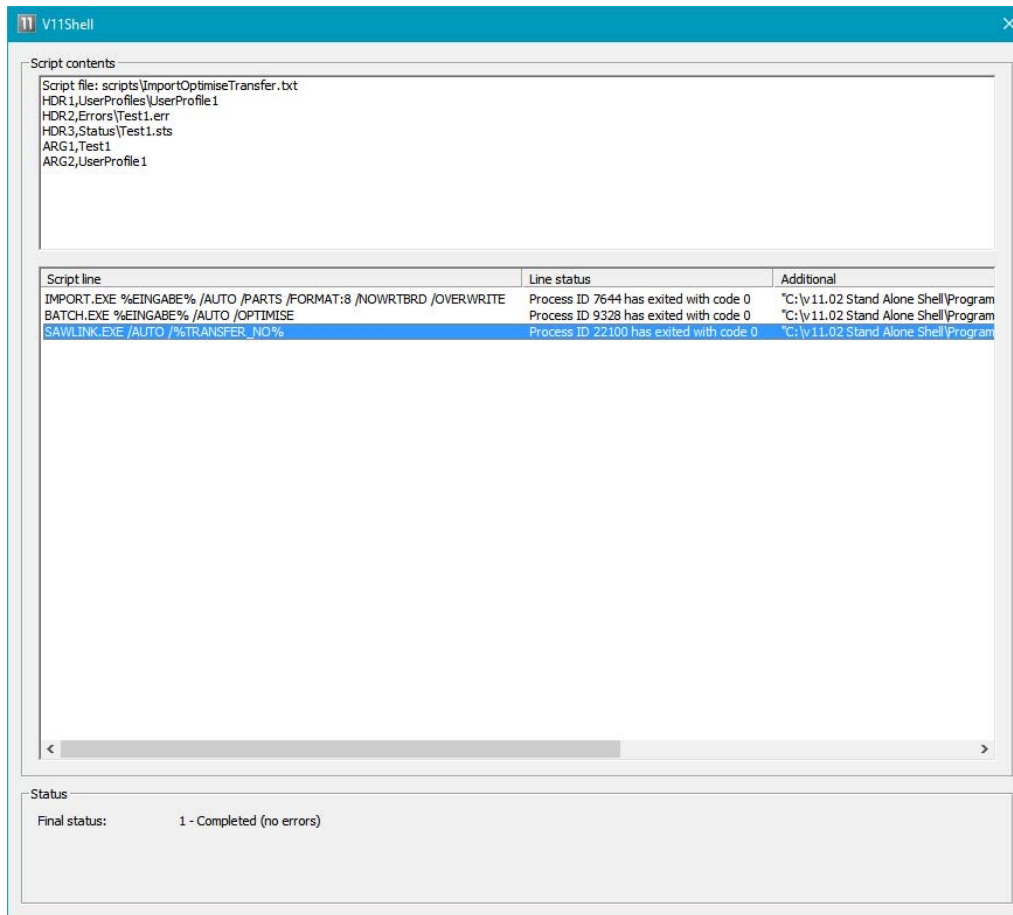 11 V11Shell
Script contents
Script file: scripts\ImportOptimiseTransfer.txt
HDR1,UserProfiles\UserProfile1
HDR2,Errors\Test1.err
HDR3,Status\Test1.sts
ARG1,Test1
ARG2,UserProfile1
Script line Line status Additional
IMPORT.EXE %EINGABE% /AUTO /PARTS /FORMAT:8 /NOWRTBRD /OVERWRITE Process ID 7644 has exited with code 0 "C:\v11.02 Stand Alone Shell\Program
BATCH.EXE %EINGABE% /AUTO /OPTIMISE Process ID 9328 has exited with code 0 "C:\v11.02 Stand Alone Shell\Program
SAWLINK.EXE /AUTO /%TRANSFER_NO% Process ID 22100 has exited with code 0 "C:\v11.02 Stand Alone Shell\Program
Status
Final status: 1 - Completed (no errors)